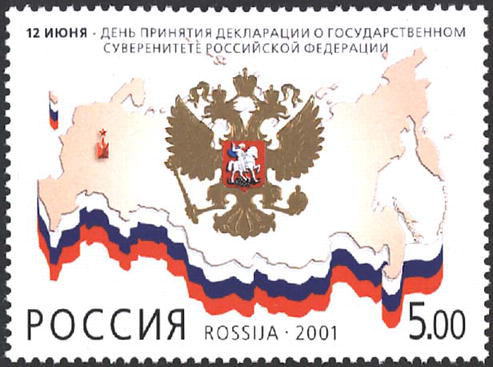 12 ИЮНЯ · ДЕНЬ ПРИНЯТИЯ ДЕКЛАРАЦИИ О ГОСУДАРСТВЕННОМ
СУВЕРЕНИТЕТЕ РОССИЙСКОЙ ФЕДЕРАЦИИ
РОССИЯ ROSSIJA · 2001 5.00